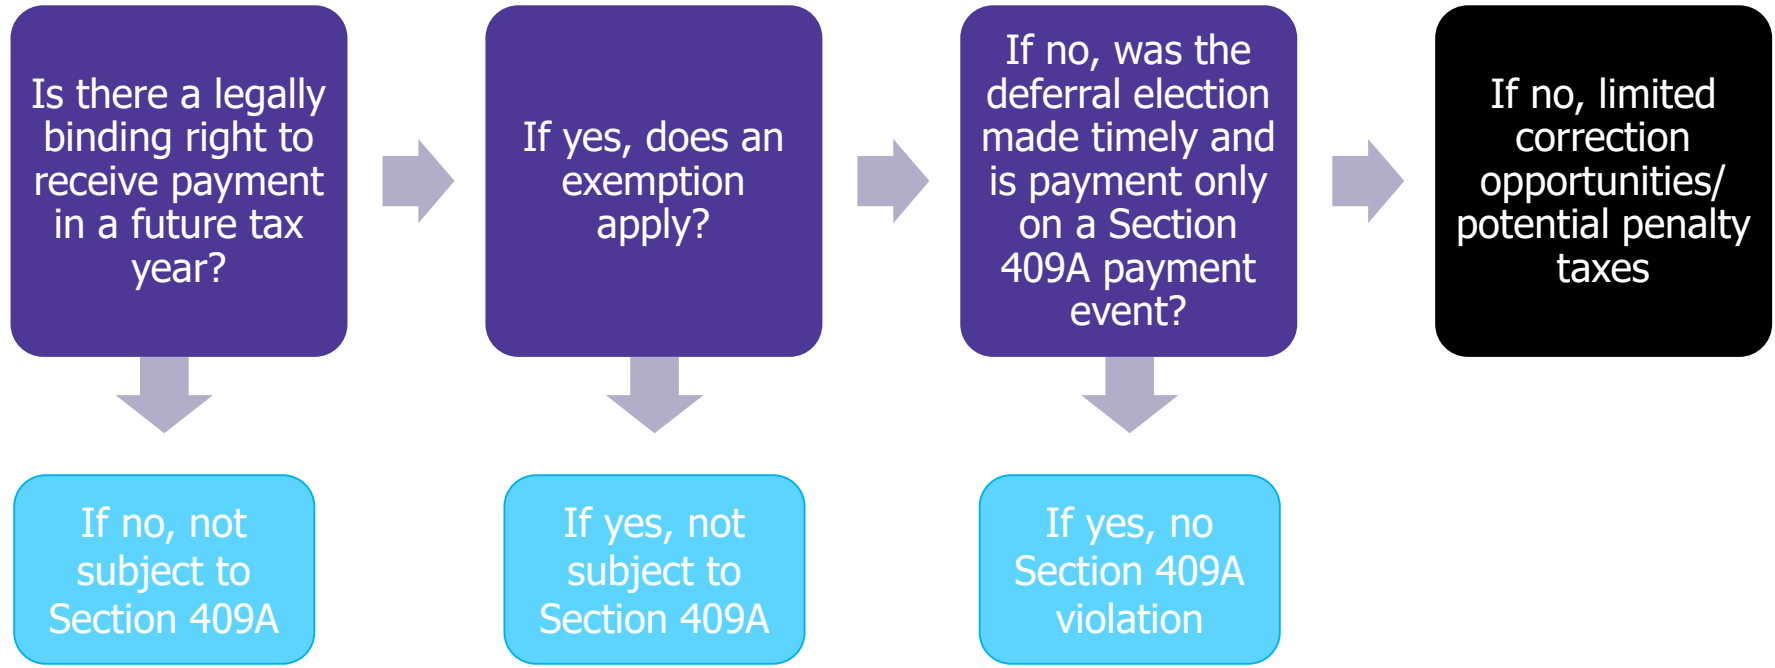 Is there a legally
binding right to
receive payment
in a future tax
year?
If yes, does an
exemption
apply?
If no, was the
deferral election
made timely and
is payment only
on a Section
409A payment
event?
If no, limited
correction
opportunities/
potential penalty
taxes
If no, not
subject to
Section 409A
If yes, not
subject to
Section 409A
If yes, no
Section 409A
violation